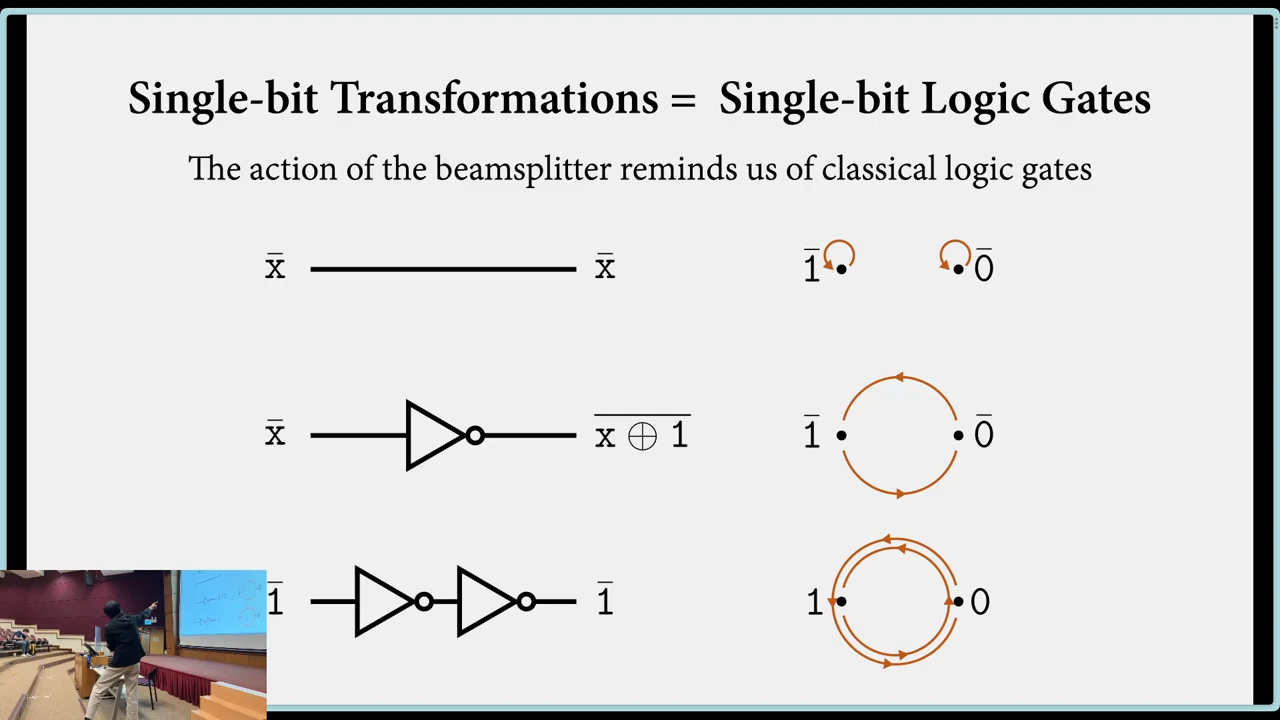 Single-bit Transformations = Single-bit Logic Gates
The action of the beamsplitter reminds us of classical logic gates
x̄ x̄ 1̄ 0̄
x̄ x̅ ̅⊕̅ ̅1̅ 1̄ 0̄
1̄ 1̄ 1 0